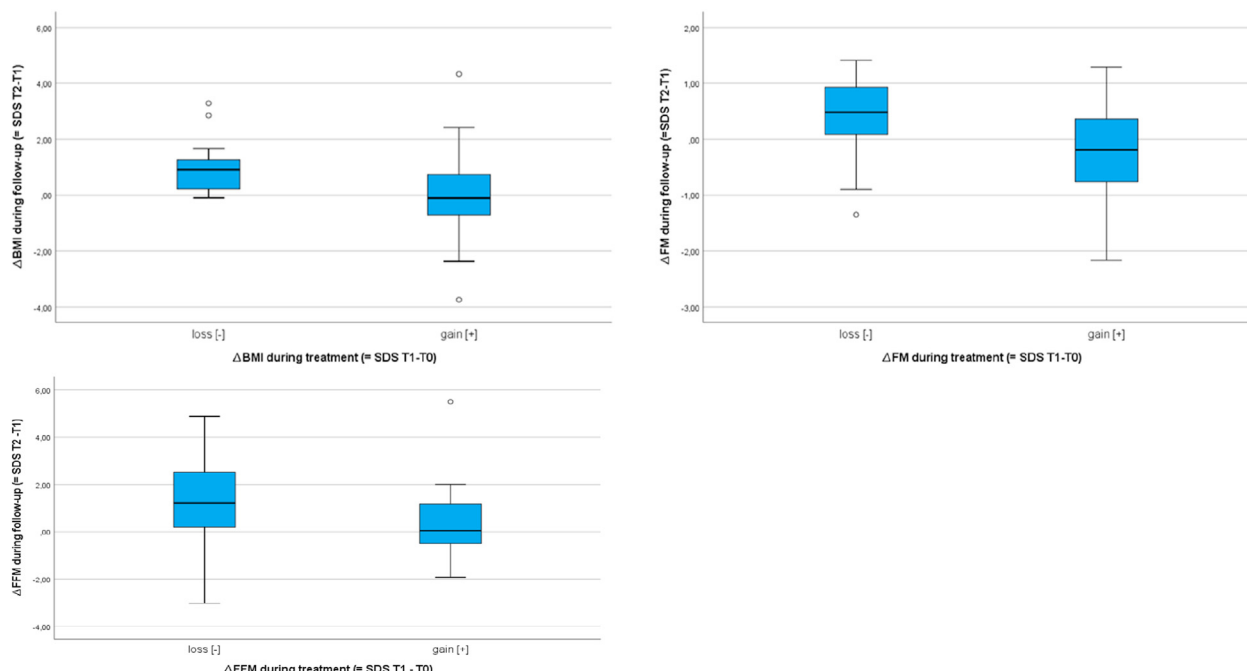 ΔBMI during follow-up (= SDS T2-T1)
6,00
4,00
2,00
,00
-2,00
-4,00
loss [-]
gain [+]
ΔBMI during treatment (= SDS T1-T0)
ΔFM during follow-up (=SDS T2-T1)
2,00
1,00
,00
-1,00
-2,00
-3,00
loss [-]
gain [+]
ΔFM during treatment (= SDS T1-T0)
ΔFFM during follow-up (= SDS T2 -T1)
6,00
4,00
2,00
,00
-2,00
-4,00
loss [-]
gain [+]
ΔFFM during treatment (= SDS T1 - T0)